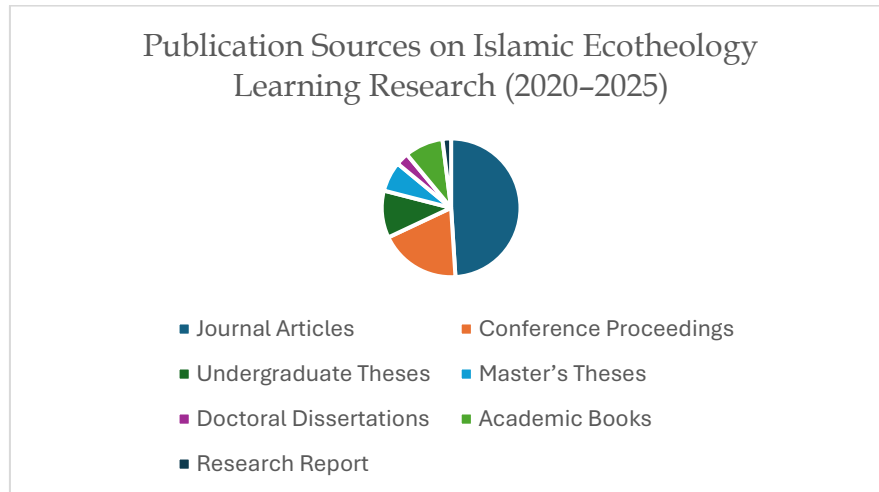 Publication Sources on Islamic Ecotheology
Learning Research (2020–2025)
Journal Articles
Conference Proceedings
Undergraduate Theses
Master’s Theses
Doctoral Dissertations
Academic Books
Research Report